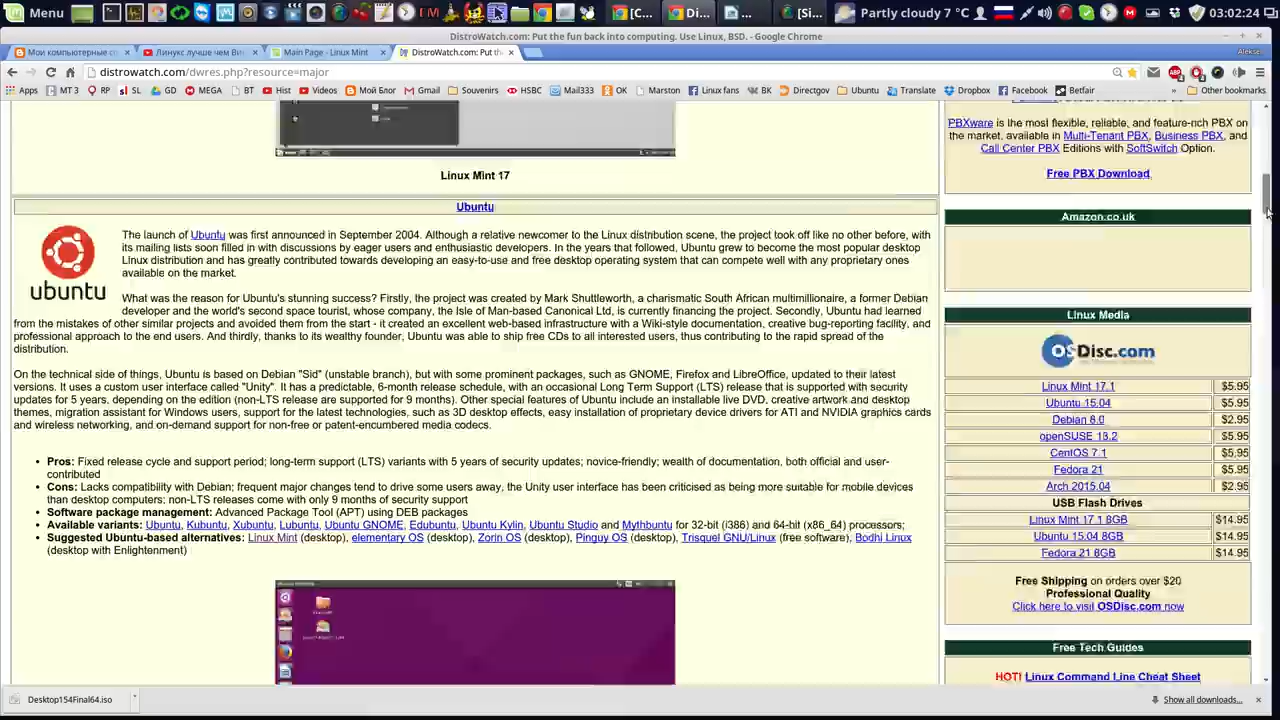 Menu
[C...
Di...
...
[Si...
Partly cloudy 7 °C
03:02:24
DistroWatch.com: Put the fun back into computing. Use Linux, BSD. - Google Chrome
Мои компьютерные со
Линукс лучше чем Ви
Main Page - Linux Mint
DistroWatch.com: Put the
Aleksei
distrowatch.com/dwres.php?resource=major
Apps MT 3 RP SL GD MEGA BT Hist Videos Мой Блог Gmail Souvenirs HSBC Mail333 OK Marston Linux fans VK BK Directgov Ubuntu Translate Dropbox Facebook Betfair » Other bookmarks
Linux Mint 17
Ubuntu
ubuntu
The launch of Ubuntu was first announced in September 2004. Although a relative newcomer to the Linux distribution scene, the project took off like no other before, with
its mailing lists soon filled in with discussions by eager users and enthusiastic developers. In the years that followed, Ubuntu grew to become the most popular desktop
Linux distribution and has greatly contributed towards developing an easy-to-use and free desktop operating system that can compete well with any proprietary ones
available on the market.
What was the reason for Ubuntu's stunning success? Firstly, the project was created by Mark Shuttleworth, a charismatic South African multimillionaire, a former Debian
developer and the world's second space tourist, whose company, the Isle of Man-based Canonical Ltd, is currently financing the project. Secondly, Ubuntu had learned
from the mistakes of other similar projects and avoided them from the start - it created an excellent web-based infrastructure with a Wiki-style documentation, creative bug-reporting facility, and
professional approach to the end users. And thirdly, thanks to its wealthy founder, Ubuntu was able to ship free CDs to all interested users, thus contributing to the rapid spread of the
distribution.
On the technical side of things, Ubuntu is based on Debian "Sid" (unstable branch), but with some prominent packages, such as GNOME, Firefox and LibreOffice, updated to their latest
versions. It uses a custom user interface called "Unity". It has a predictable, 6-month release schedule, with an occasional Long Term Support (LTS) release that is supported with security
updates for 5 years, depending on the edition (non-LTS release are supported for 9 months). Other special features of Ubuntu include an installable live DVD, creative artwork and desktop
themes, migration assistant for Windows users, support for the latest technologies, such as 3D desktop effects, easy installation of proprietary device drivers for ATI and NVIDIA graphics cards
and wireless networking, and on-demand support for non-free or patent-encumbered media codecs.
• Pros: Fixed release cycle and support period; long-term support (LTS) variants with 5 years of security updates; novice-friendly; wealth of documentation, both official and user-
contributed
• Cons: Lacks compatibility with Debian; frequent major changes tend to drive some users away, the Unity user interface has been criticised as being more suitable for mobile devices
than desktop computers; non-LTS releases come with only 9 months of security support
• Software package management: Advanced Package Tool (APT) using DEB packages
• Available variants: Ubuntu, Kubuntu, Xubuntu, Lubuntu, Ubuntu GNOME, Edubuntu, Ubuntu Kylin, Ubuntu Studio and Mythbuntu for 32-bit (i386) and 64-bit (x86_64) processors;
• Suggested Ubuntu-based alternatives: Linux Mint (desktop), elementary OS (desktop), Zorin OS (desktop), Pinguy OS (desktop), Trisquel GNU/Linux (free software), Bodhi Linux
(desktop with Enlightenment)
PBXware is the most flexible, reliable, and feature-rich PBX on
the market, available in Multi-Tenant PBX, Business PBX, and
Call Center PBX Editions with SoftSwitch Option.
Free PBX Download
Amazon.co.uk
Linux Media
OSDisc.com
Linux Mint 17.1 $5.95
Ubuntu 15.04 $5.95
Debian 8.0 $2.95
openSUSE 13.2 $5.95
CentOS 7.1 $5.95
Fedora 21 $5.95
Arch 2015.04 $2.95
USB Flash Drives
Linux Mint 17.1 8GB $14.95
Ubuntu 15.04 8GB $14.95
Fedora 21 8GB $14.95
Free Shipping on orders over $20
Professional Quality
Click here to visit OSDisc.com now
Free Tech Guides
HOT! Linux Command Line Cheat Sheet
Desktop154Final64.iso
Show all downloads...